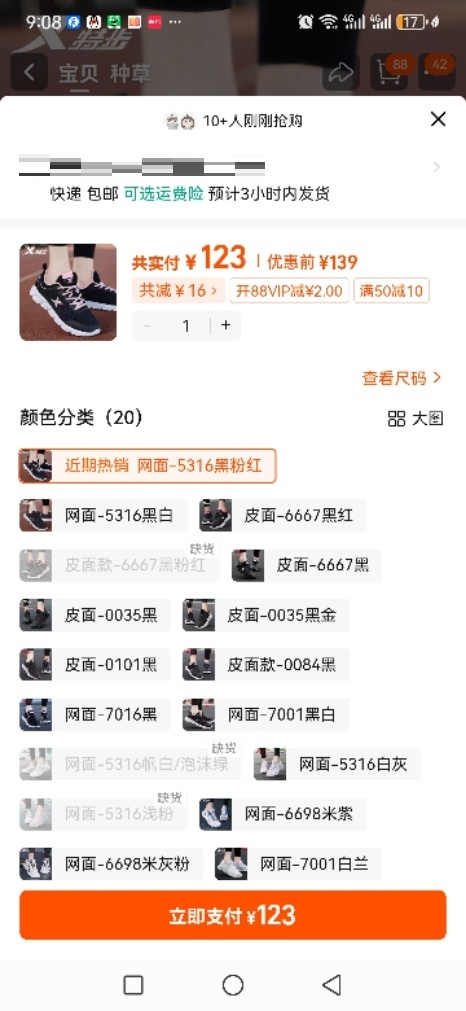 9:08 17
特步
宝贝 种草 88 42
10+人刚刚抢购
快递 包邮 可选运费险 预计3小时内发货
共实付 ¥123 优惠前 ¥139
共减 ¥16 > 开88VIP减¥2.00 满50减10
− 1 +
查看尺码 >
颜色分类（20） 大图
近期热销 网面-5316黑粉红
网面-5316黑白 皮面-6667黑红
缺货
皮面款-6667黑粉红 皮面-6667黑
皮面-0035黑 皮面-0035黑金
皮面-0101黑 皮面款-0084黑
网面-7016黑 网面-7001黑白
缺货
网面-5316帆白/泡沫绿 网面-5316白灰
缺货
网面-5316浅粉 网面-6698米紫
网面-6698米灰粉 网面-7001白兰
立即支付 ¥123